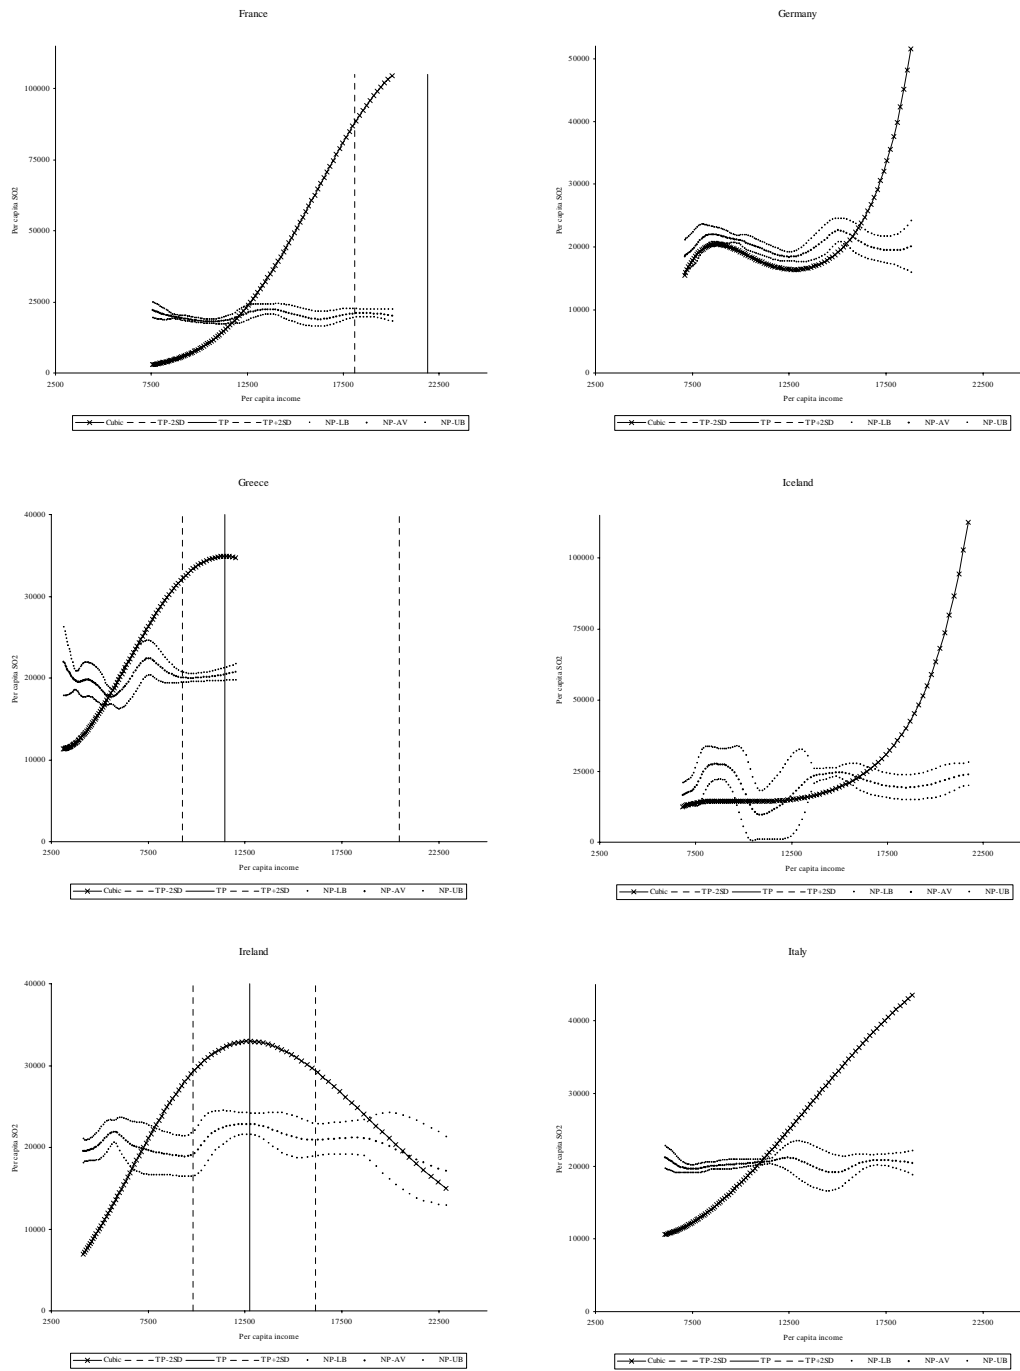 France
Germany
Per capita SO2
100000
75000
50000
25000
0
2500
7500
12500
17500
22500
Per capita income
Cubic
TP-2SD
TP
TP+2SD
NP-LB
NP-AV
NP-UB
Per capita SO2
50000
40000
30000
20000
10000
0
2500
7500
12500
17500
22500
Per capita income
Cubic
TP-2SD
TP
TP+2SD
NP-LB
NP-AV
NP-UB
Greece
Iceland
Per capita SO2
40000
30000
20000
10000
0
2500
7500
12500
17500
22500
Per capita income
Cubic
TP-2SD
TP
TP+2SD
NP-LB
NP-AV
NP-UB
Per capita SO2
100000
75000
50000
25000
0
2500
7500
12500
17500
22500
Per capita income
Cubic
TP-2SD
TP
TP+2SD
NP-LB
NP-AV
NP-UB
Ireland
Italy
Per capita SO2
40000
30000
20000
10000
0
2500
7500
12500
17500
22500
Per capita income
Cubic
TP-2SD
TP
TP+2SD
NP-LB
NP-AV
NP-UB
Per capita SO2
40000
30000
20000
10000
0
2500
7500
12500
17500
22500
Per capita income
Cubic
TP-2SD
TP
TP+2SD
NP-LB
NP-AV
NP-UB